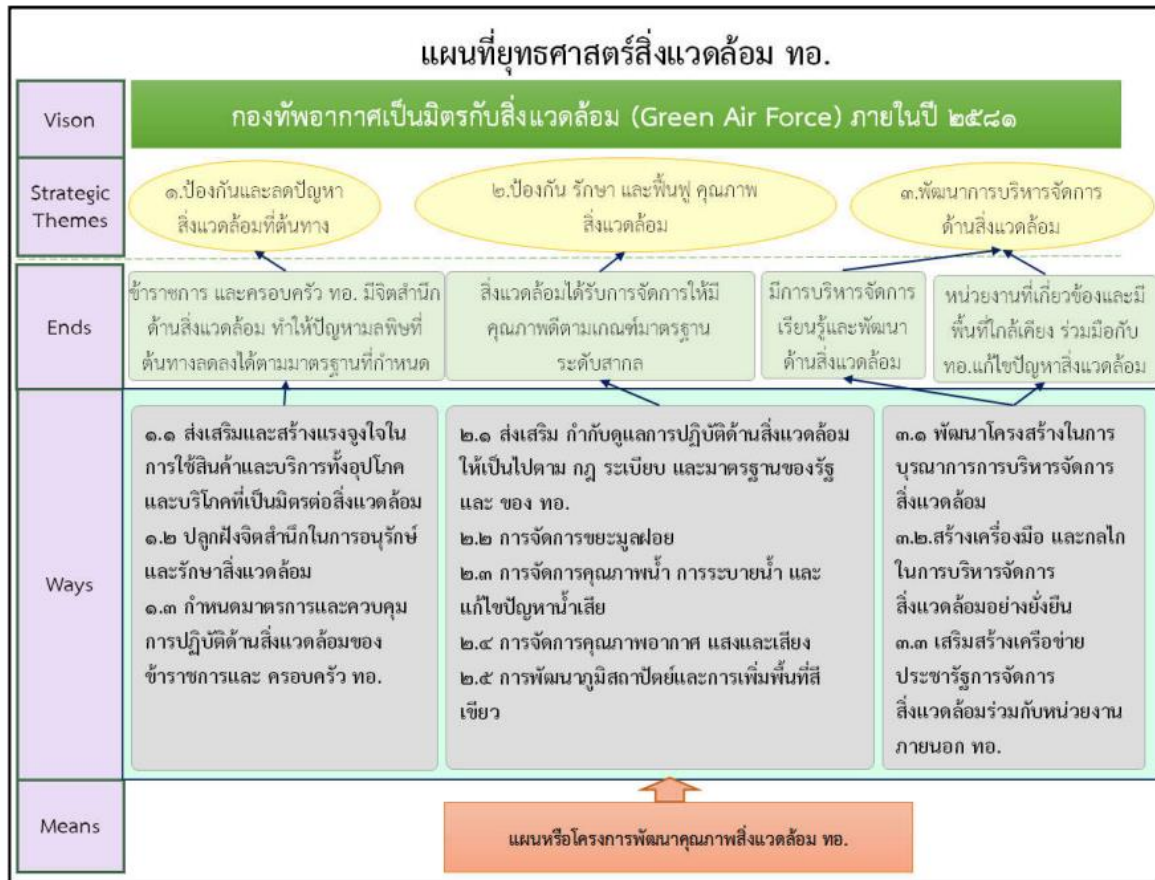 แผนที่ยุทธศาสตร์สิ่งแวดล้อม ทอ.
Vison
กองทัพอากาศเป็นมิตรกับสิ่งแวดล้อม (Green Air Force) ภายในปี ๒๕๘๑
Strategic
Themes
๑.ป้องกันและลดปัญหา
สิ่งแวดล้อมที่ต้นทาง
๒.ป้องกัน รักษา และฟื้นฟู คุณภาพ
สิ่งแวดล้อม
๓.พัฒนาการบริหารจัดการ
ด้านสิ่งแวดล้อม
Ends
ข้าราชการ และครอบครัว ทอ. มีจิตสำนึก
ด้านสิ่งแวดล้อม ทำให้ปัญหามลพิษที่
ต้นทางลดลงได้ตามมาตรฐานที่กำหนด
สิ่งแวดล้อมได้รับการจัดการให้มี
คุณภาพดีตามเกณฑ์มาตรฐาน
ระดับสากล
มีการบริหารจัดการ
เรียนรู้และพัฒนา
ด้านสิ่งแวดล้อม
หน่วยงานที่เกี่ยวข้องและมี
พื้นที่ใกล้เคียง ร่วมมือกับ
ทอ.แก้ไขปัญหาสิ่งแวดล้อม
Ways
๑.๑ ส่งเสริมและสร้างแรงจูงใจใน
การใช้สินค้าและบริการทั้งอุปโภค
และบริโภคที่เป็นมิตรต่อสิ่งแวดล้อม
๑.๒ ปลูกฝังจิตสำนึกในการอนุรักษ์
และรักษาสิ่งแวดล้อม
๑.๓ กำหนดมาตรการและควบคุม
การปฏิบัติด้านสิ่งแวดล้อมของ
ข้าราชการและ ครอบครัว ทอ.
๒.๑ ส่งเสริม กำกับดูแลการปฏิบัติด้านสิ่งแวดล้อม
ให้เป็นไปตาม กฎ ระเบียบ และมาตรฐานของรัฐ
และ ของ ทอ.
๒.๒ การจัดการขยะมูลฝอย
๒.๓ การจัดการคุณภาพน้ำ การระบายน้ำ และ
แก้ไขปัญหาน้ำเสีย
๒.๔ การจัดการคุณภาพอากาศ แสงและเสียง
๒.๕ การพัฒนาภูมิสถาปัตย์และการเพิ่มพื้นที่สี
เขียว
๓.๑ พัฒนาโครงสร้างในการ
บุรณาการการบริหารจัดการ
สิ่งแวดล้อม
๓.๒.สร้างเครื่องมือ และกลไก
ในการบริหารจัดการ
สิ่งแวดล้อมอย่างยั่งยืน
๓.๓ เสริมสร้างเครือข่าย
ประชารัฐการจัดการ
สิ่งแวดล้อมร่วมกับหน่วยงาน
ภายนอก ทอ.
Means
แผนหรือโครงการพัฒนาคุณภาพสิ่งแวดล้อม ทอ.